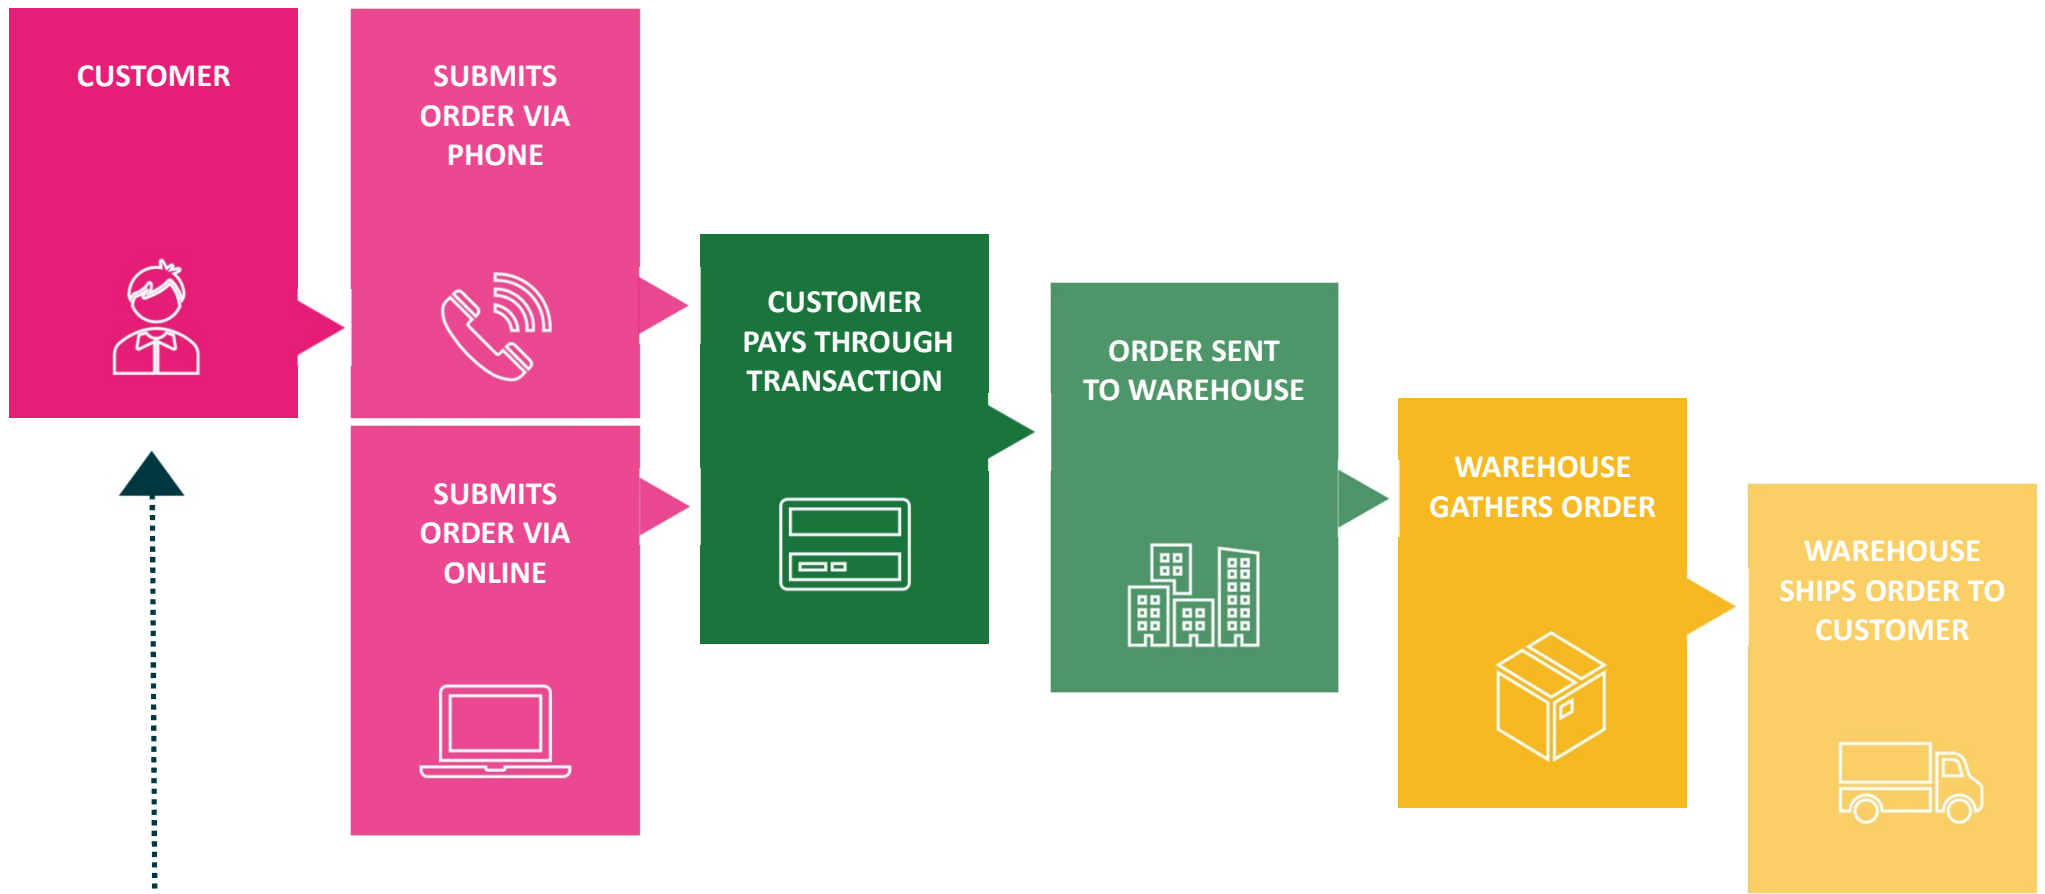 CUSTOMER
SUBMITS
ORDER VIA
PHONE
SUBMITS
ORDER VIA
ONLINE
CUSTOMER
PAYS THROUGH
TRANSACTION
ORDER SENT
TO WAREHOUSE
WAREHOUSE
GATHERS ORDER
WAREHOUSE
SHIPS ORDER TO
CUSTOMER